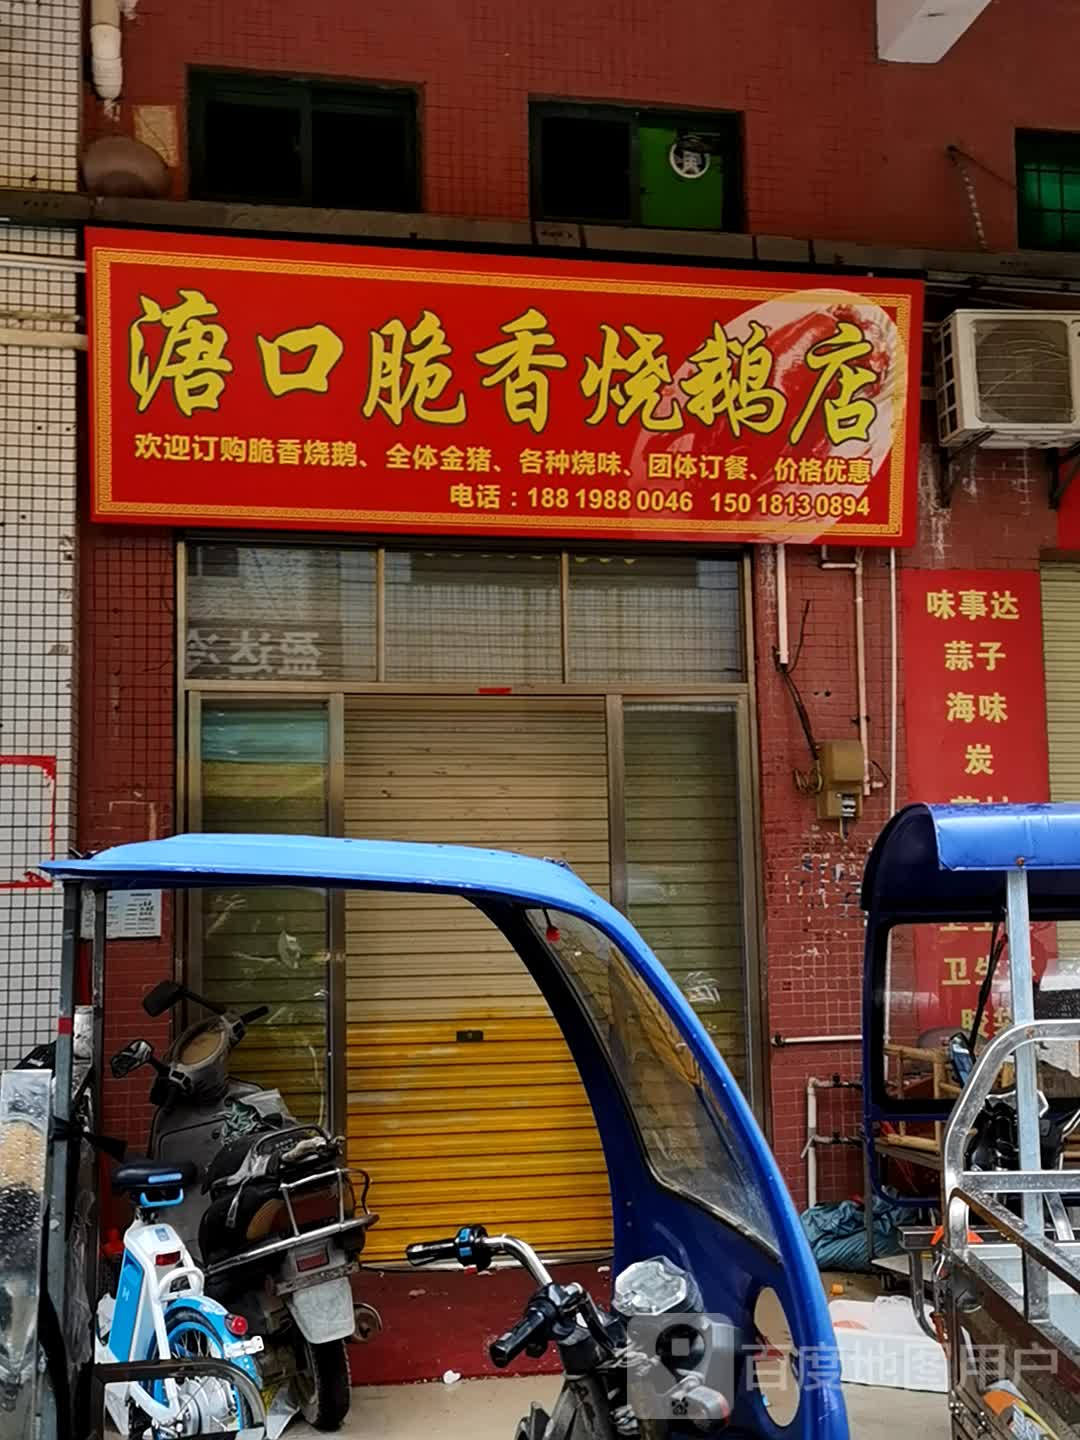 溏口脆香烧鹅店
欢迎订购脆香烧鹅、全体金猪、各种烧味、团体订餐、价格优惠
电话：188 1988 0046 150 1813 0894
味事达
蒜子
海味
炭
卫生
百度地图用户